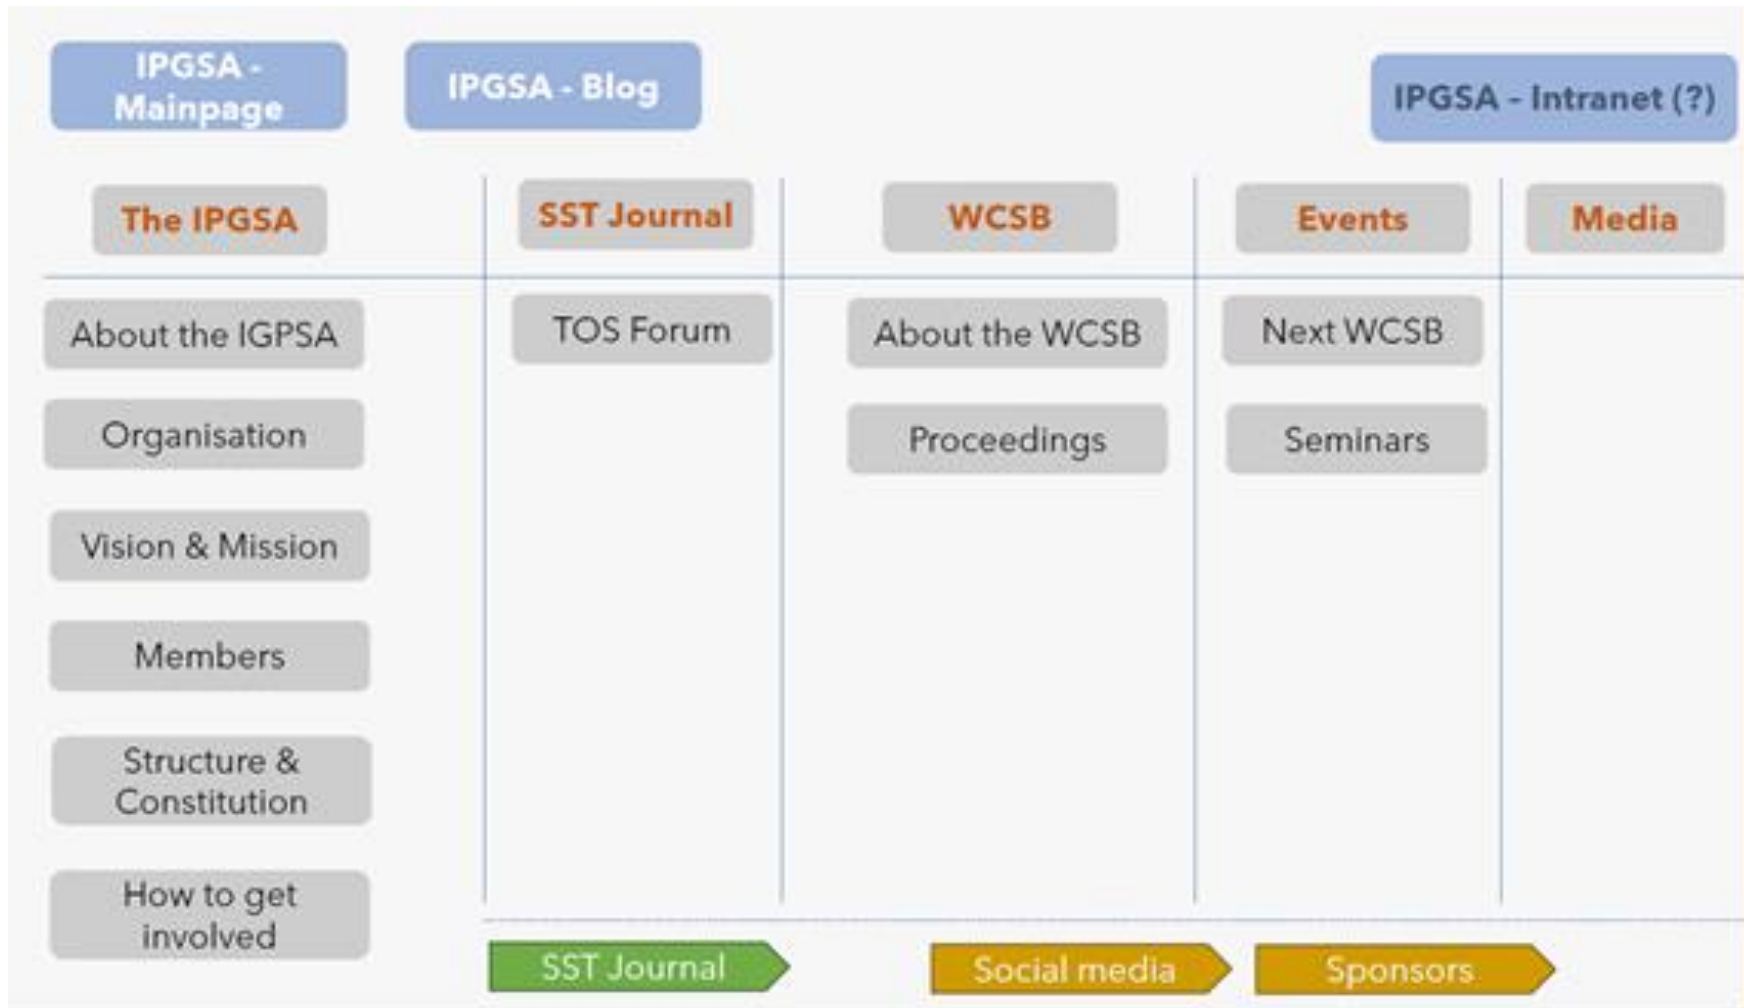 IPGSA -
Mainpage
IPGSA - Blog
IPGSA - Intranet (?)
The IPGSA
SST Journal
WCSB
Events
Media
About the IGPSA
TOS Forum
About the WCSB
Next WCSB
Organisation
Proceedings
Seminars
Vision & Mission
Members
Structure &
Constitution
How to get
involved
SST Journal
Social media
Sponsors